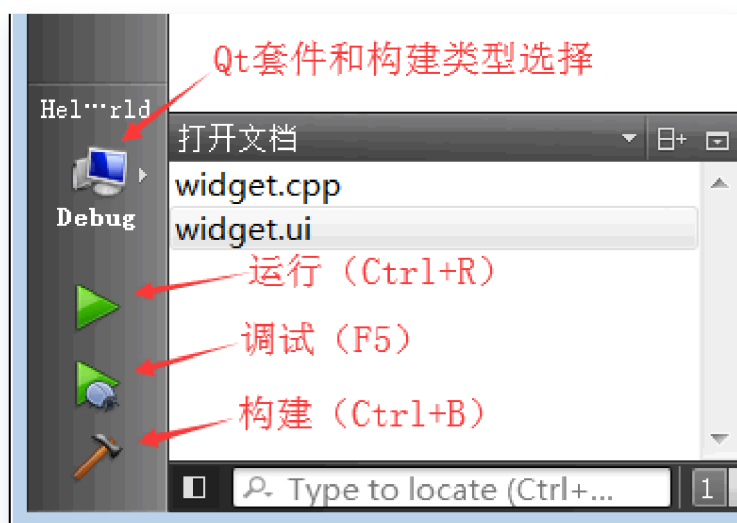 Qt套件和构建类型选择
Hel···rld
打开文档
widget.cpp
Debug
widget.ui
运行（Ctrl+R）
调试（F5）
构建（Ctrl+B）
Type to locate (Ctrl+...
1